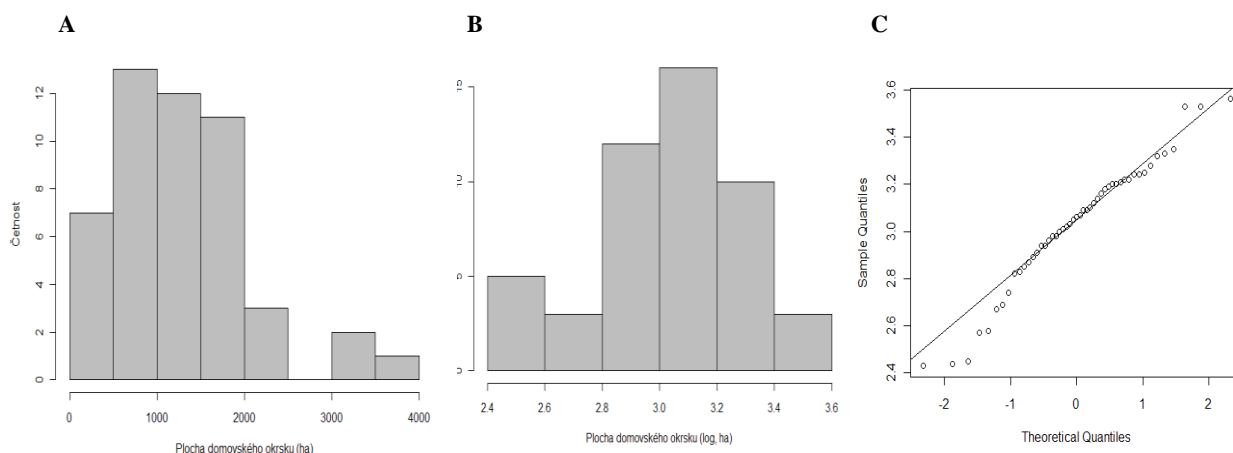 A
Četnost
0
2
4
6
8
10
12
0 1000 2000 3000 4000
Plocha domovského okrsku (ha)
B
2.4 2.6 2.8 3.0 3.2 3.4 3.6
Plocha domovského okrsku (log, ha)
C
Sample Quantiles
3.6
3.4
3.2
3.0
2.8
2.6
2.4
-2 -1 0 1 2
Theoretical Quantiles